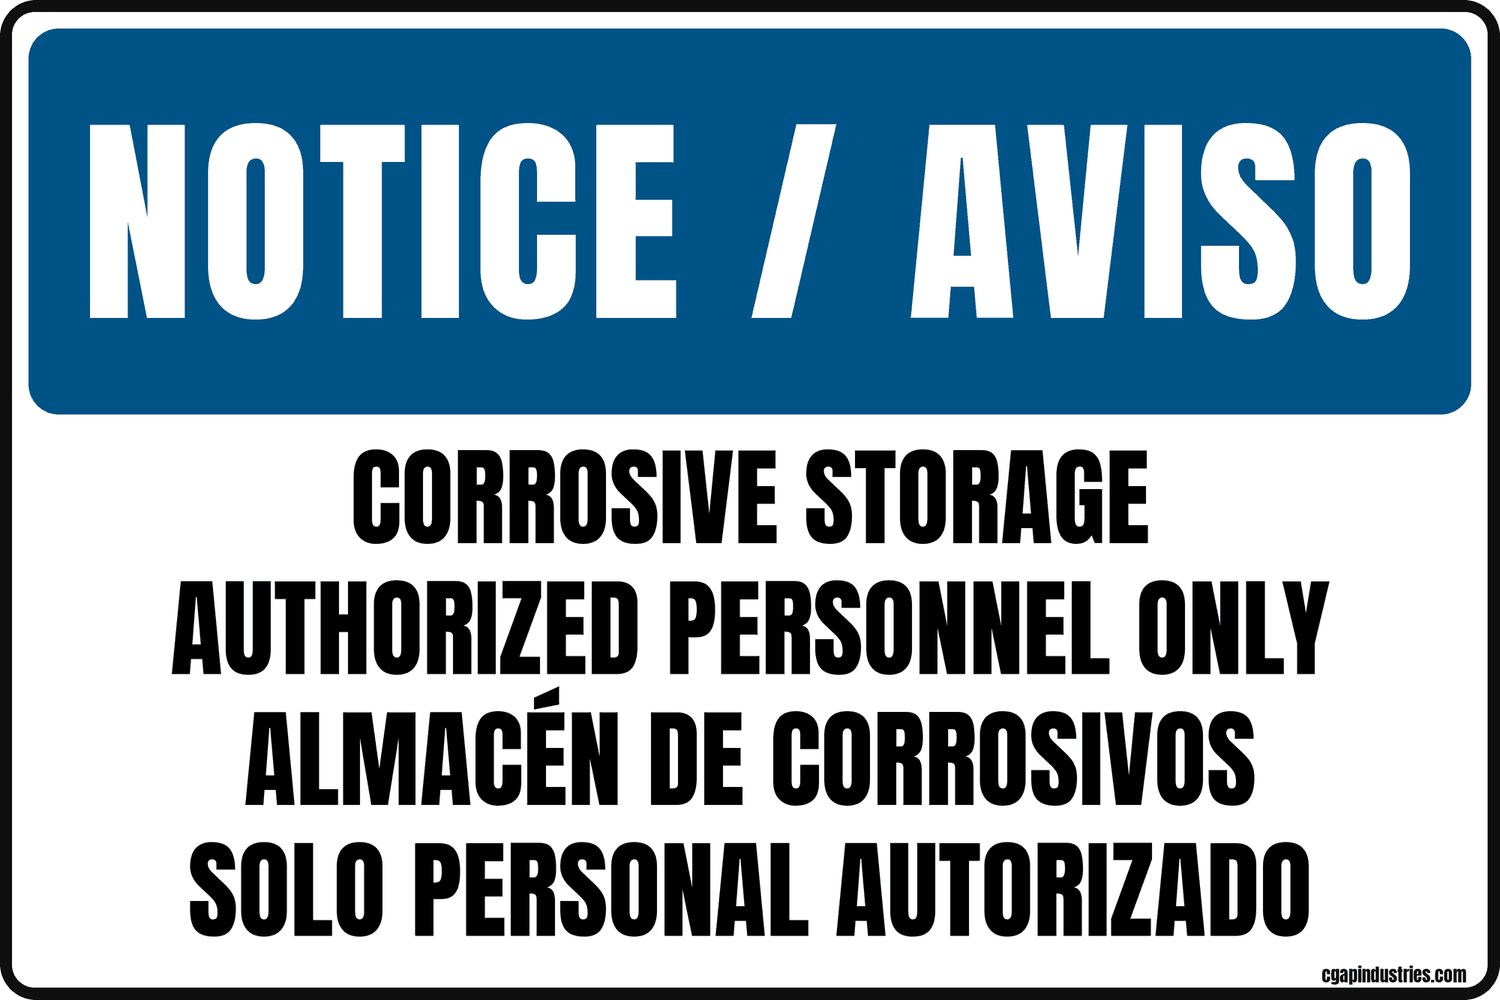 NOTICE / AVISO
CORROSIVE STORAGE
AUTHORIZED PERSONNEL ONLY
ALMACÉN DE CORROSIVOS
SOLO PERSONAL AUTORIZADO
cgapindustries.com